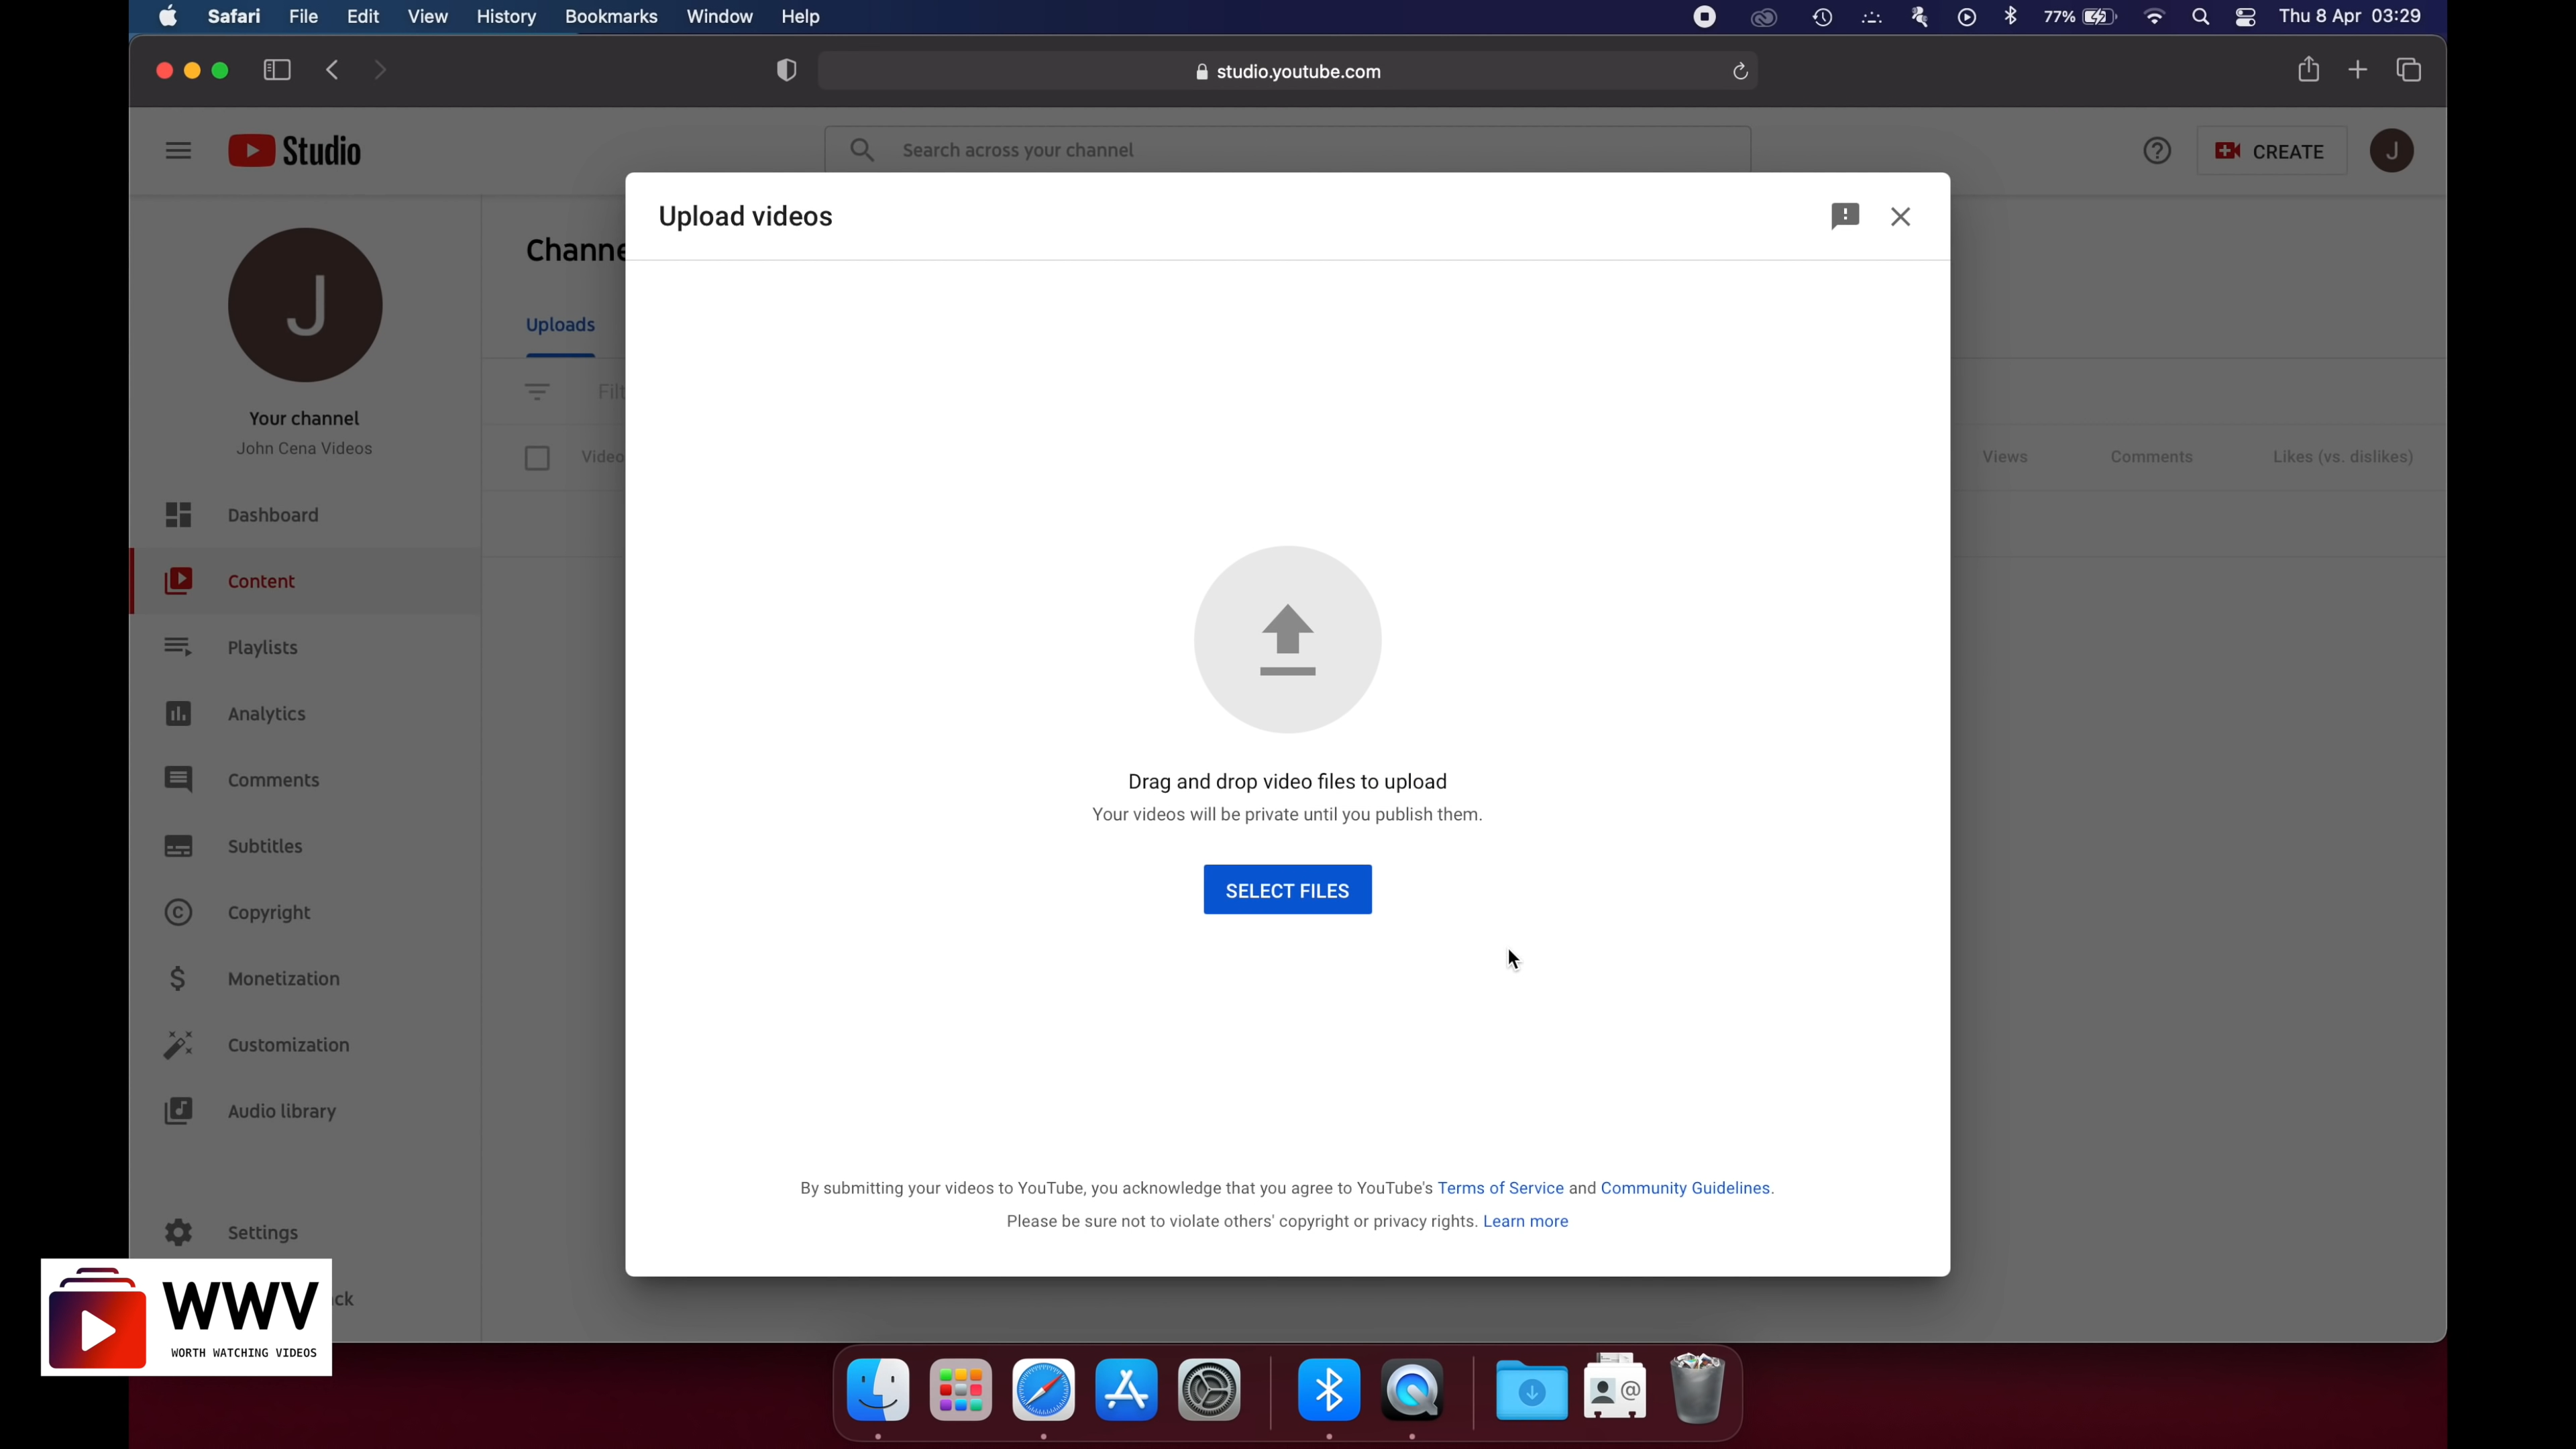 Safari File Edit View History Bookmarks Window Help 77% Thu 8 Apr 03:29
studio.youtube.com
Studio
Search across your channel
CREATE
J
Upload videos
J
Channe
Your channel
John Cena Videos
Uploads
Filt
Video
Views Comments Likes (vs. dislikes)
Dashboard
Content
Playlists
Analytics
Comments
Subtitles
Copyright
Monetization
Customization
Audio library
Settings
ck
Drag and drop video files to upload
Your videos will be private until you publish them.
SELECT FILES
By submitting your videos to YouTube, you acknowledge that you agree to YouTube's Terms of Service and Community Guidelines.
Please be sure not to violate others' copyright or privacy rights. Learn more
WWV
WORTH WATCHING VIDEOS